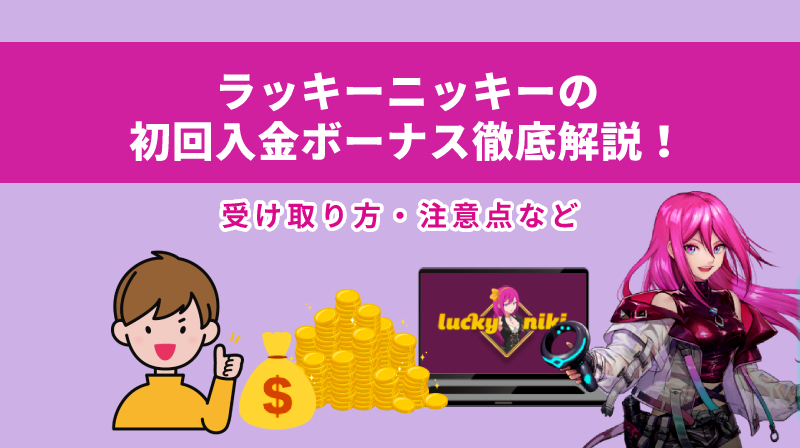 ラッキーニッキーの
初回入金ボーナス徹底解説！
受け取り方・注意点など
lucky niki
$